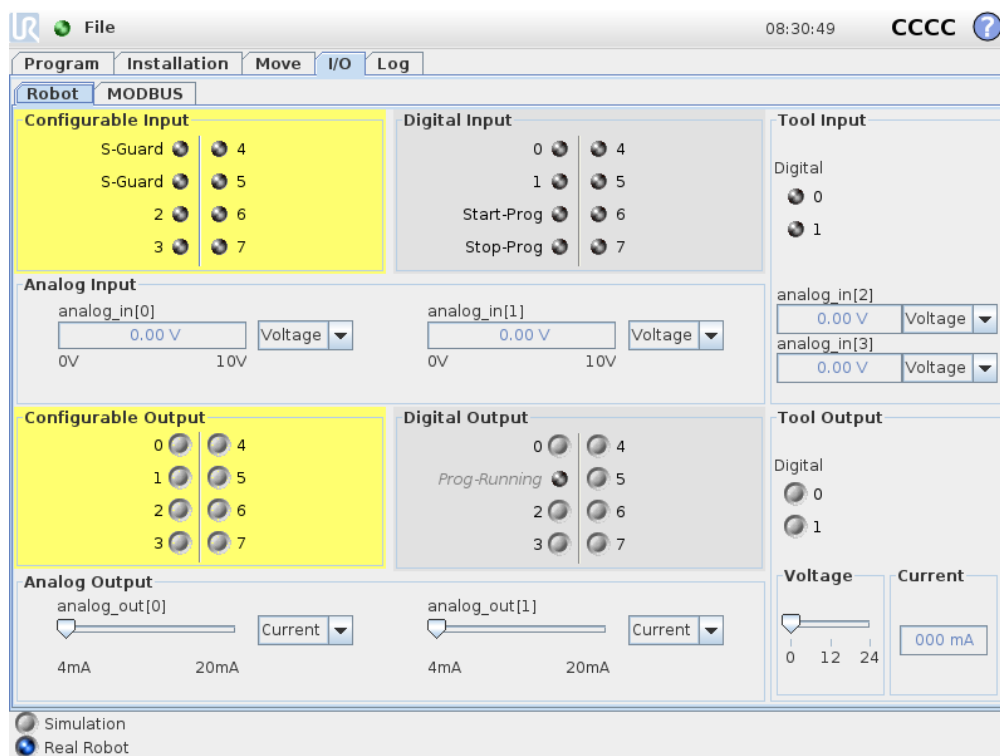 UR File 08:30:49 CCCC ?
Program Installation Move I/O Log
Robot MODBUS
Configurable Input
S-Guard 4
S-Guard 5
2 6
3 7
Digital Input
0 4
1 5
Start-Prog 6
Stop-Prog 7
Tool Input
Digital
0
1
analog_in[2]
0.00 V Voltage
analog_in[3]
0.00 V Voltage
Analog Input
analog_in[0]
0.00 V Voltage
0V 10V
analog_in[1]
0.00 V Voltage
0V 10V
Configurable Output
0 4
1 5
2 6
3 7
Digital Output
0 4
Prog-Running 5
2 6
3 7
Tool Output
Digital
0
1
Voltage
0 12 24
Current
000 mA
Analog Output
analog_out[0]
Current
4mA 20mA
analog_out[1]
Current
4mA 20mA
Simulation
Real Robot